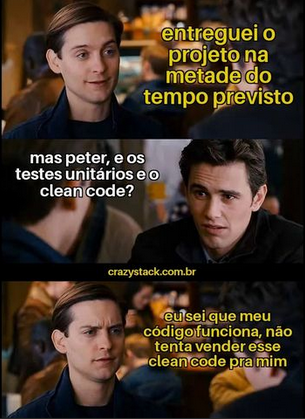 entreguei o
projeto na
metade do
tempo previsto
mas peter, e os
testes unitários e o
clean code?
crazystack.com.br
eu sei que meu
código funciona, não
tenta vender esse
clean code pra mim